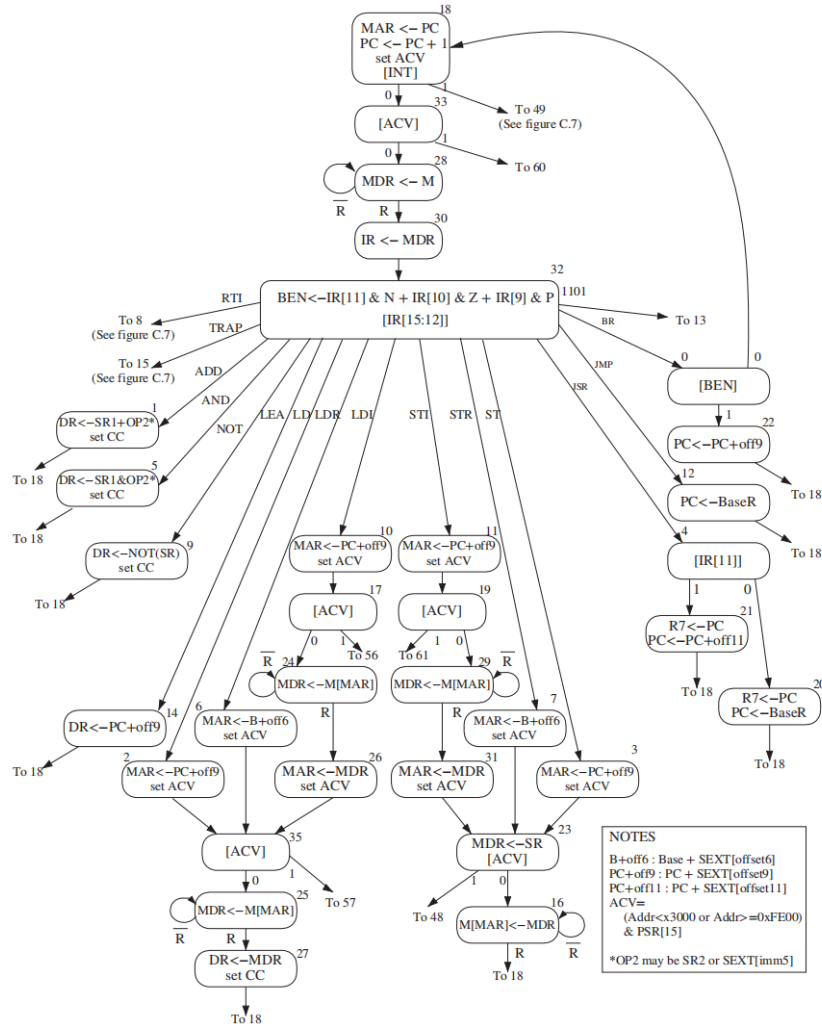 18
MAR <– PC
PC <– PC + 1
set ACV
[INT]
0
1
To 49
(See figure C.7)
33
[ACV]
0
1
To 60
28
MDR <– M
R
R
30
IR <– MDR
32
BEN<–IR[11] & N + IR[10] & Z + IR[9] & P
[IR[15:12]]
1101
To 13
RTI
To 8
(See figure C.7)
TRAP
To 15
(See figure C.7)
ADD
AND
NOT
LEA
LD
LDR
LDI
STI
STR
ST
JSR
JMP
BR
0
0
[BEN]
1
22
PC<–PC+off9
To 18
12
PC<–BaseR
To 18
4
[IR[11]]
1
0
21
R7<–PC
PC<–PC+off11
To 18
20
R7<–PC
PC<–BaseR
To 18
1
DR<–SR1+OP2*
set CC
To 18
5
DR<–SR1&OP2*
set CC
To 18
9
DR<–NOT(SR)
set CC
To 18
10
MAR<–PC+off9
set ACV
17
[ACV]
0
1
To 56
R
24
MDR<–M[MAR]
R
11
MAR<–PC+off9
set ACV
19
[ACV]
1
0
To 61
29
R
MDR<–M[MAR]
R
14
DR<–PC+off9
To 18
6
MAR<–B+off6
set ACV
2
MAR<–PC+off9
set ACV
26
MAR<–MDR
set ACV
7
MAR<–B+off6
set ACV
31
MAR<–MDR
set ACV
3
MAR<–PC+off9
set ACV
35
[ACV]
0
1
To 57
25
MDR<–M[MAR]
R
R
27
DR<–MDR
set CC
To 18
23
MDR<–SR
[ACV]
1
0
To 48
16
M[MAR]<–MDR
R
R
To 18
NOTES
B+off6 : Base + SEXT[offset6]
PC+off9 : PC + SEXT[offset9]
PC+off11 : PC + SEXT[offset11]
ACV=
(Addr<x3000 or Addr>=0xFE00)
& PSR[15]
*OP2 may be SR2 or SEXT[imm5]